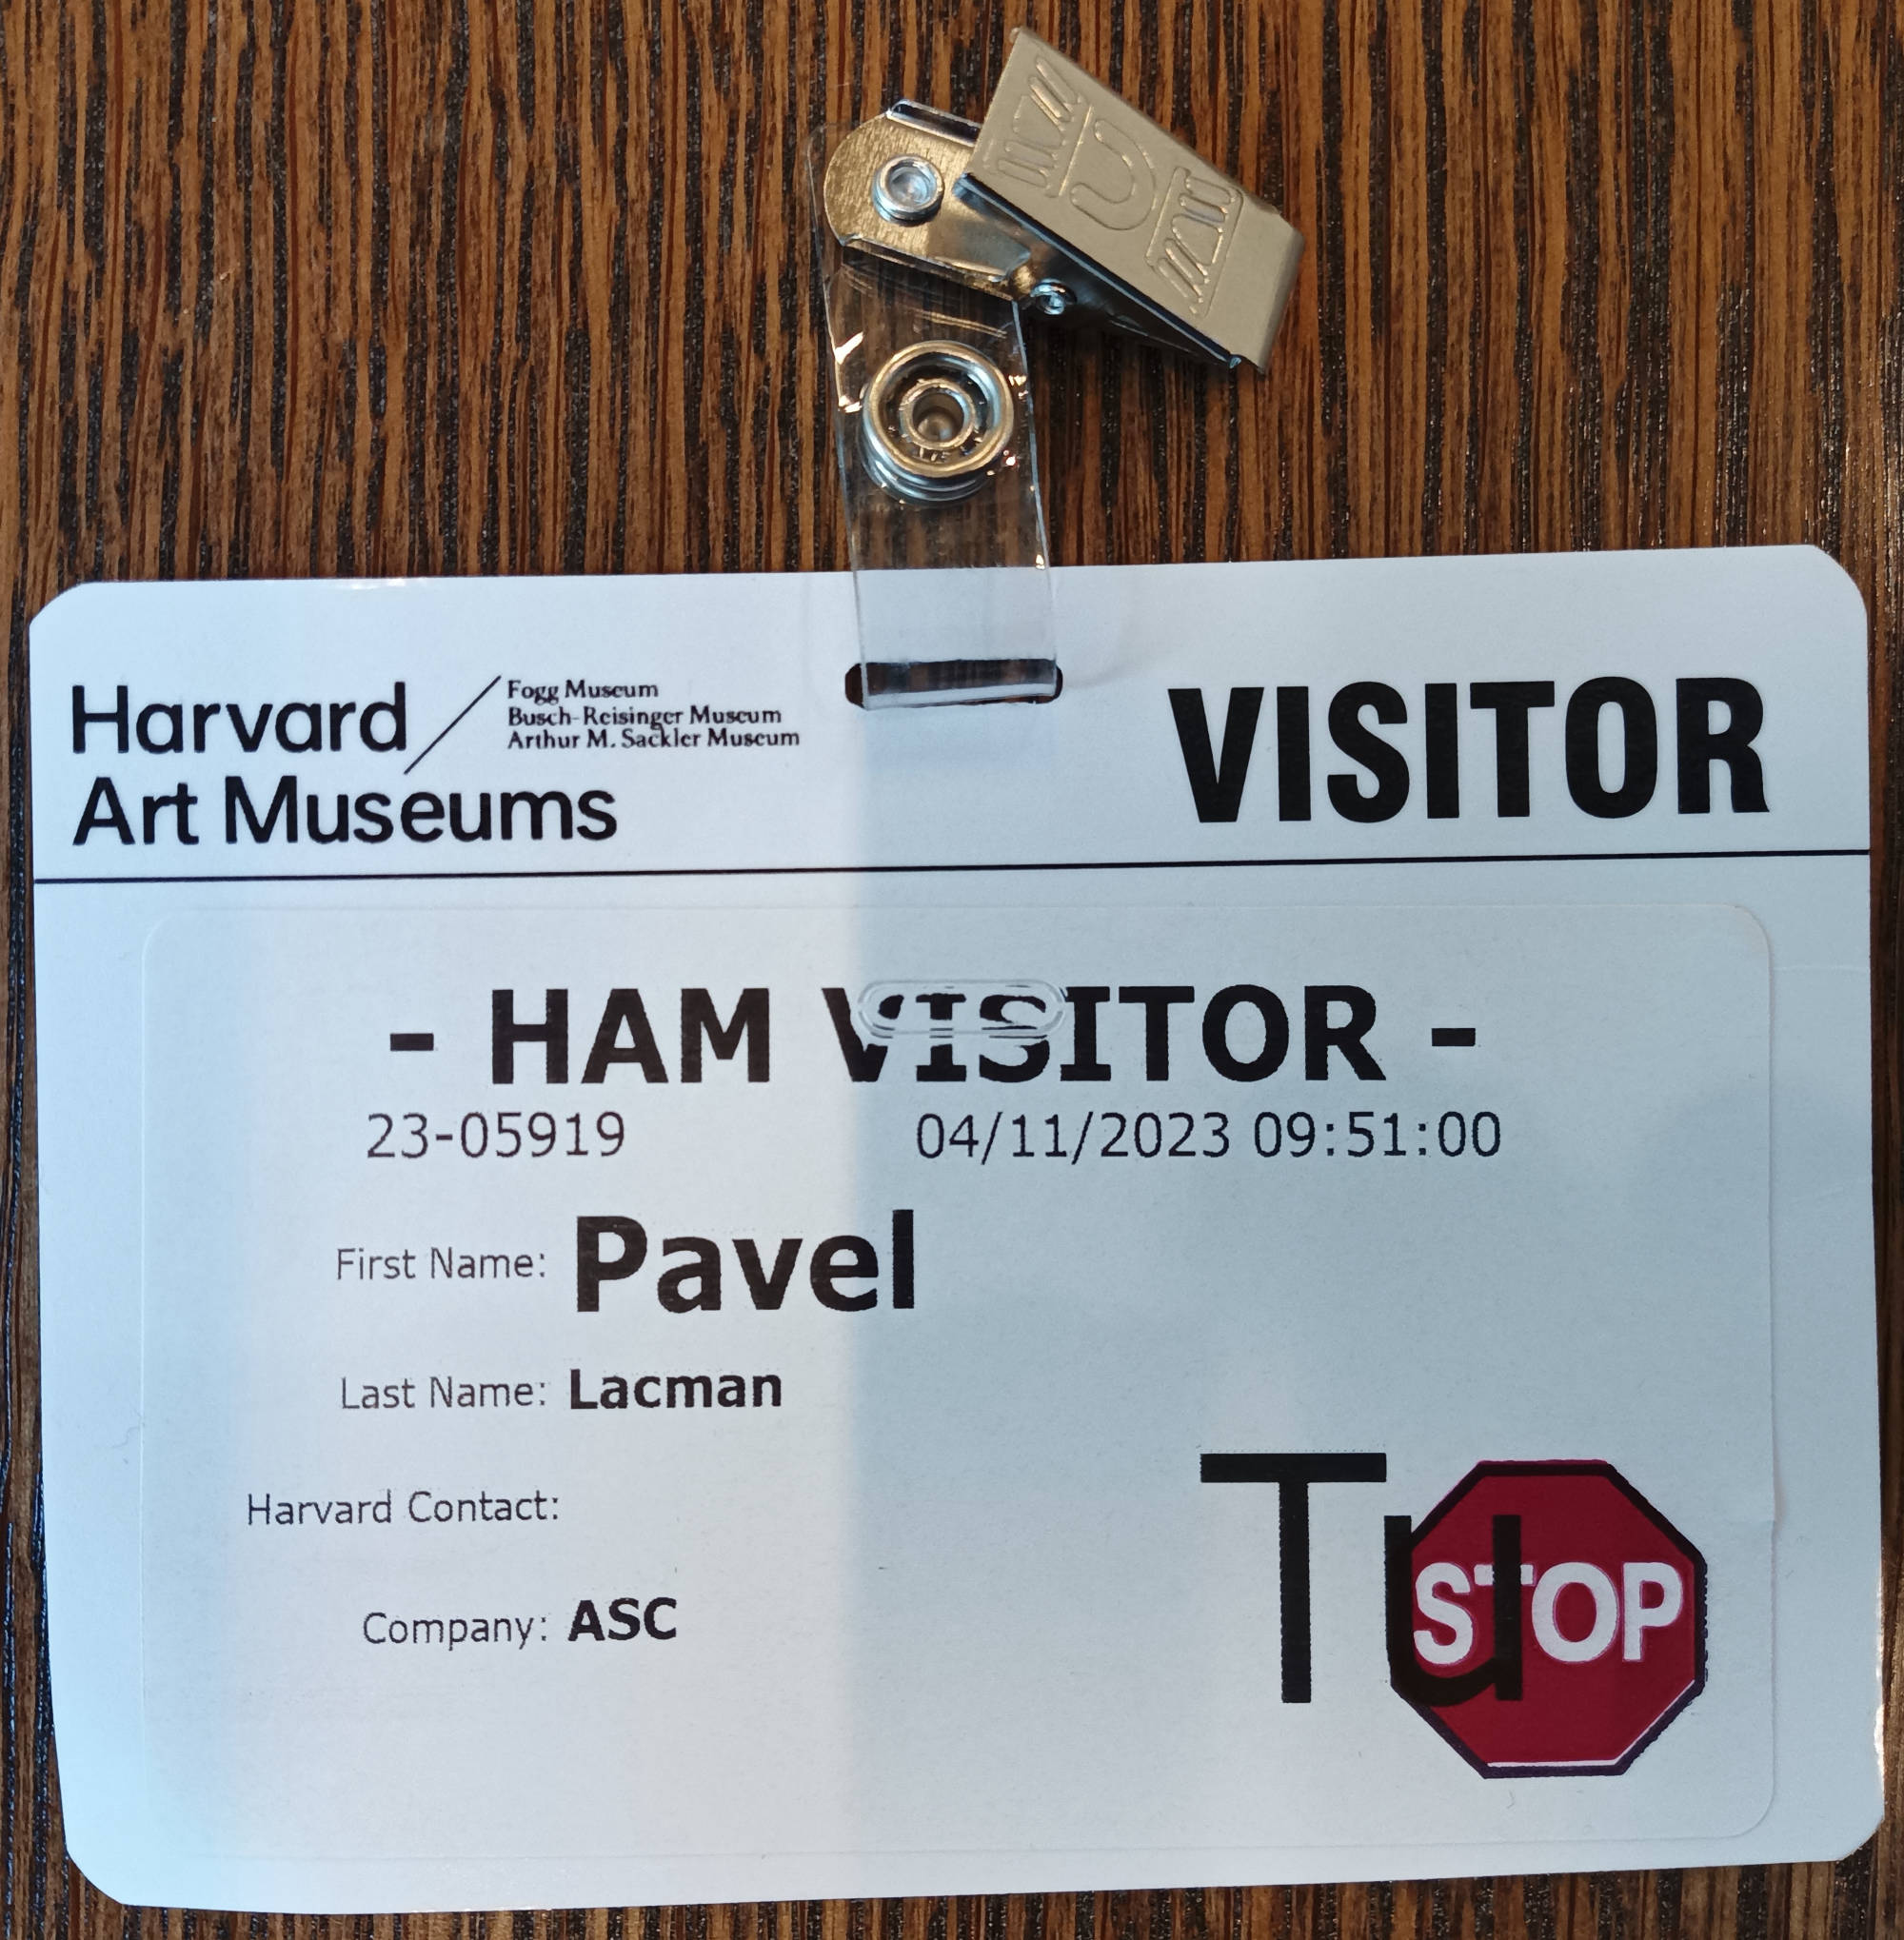 Harvard
Art Museums
Fogg Museum
Busch-Reisinger Museum
Arthur M. Sackler Museum
VISITOR
- HAM VISITOR -
23-05919 04/11/2023 09:51:00
First Name: Pavel
Last Name: Lacman
Harvard Contact:
Company: ASC
Tu
STOP